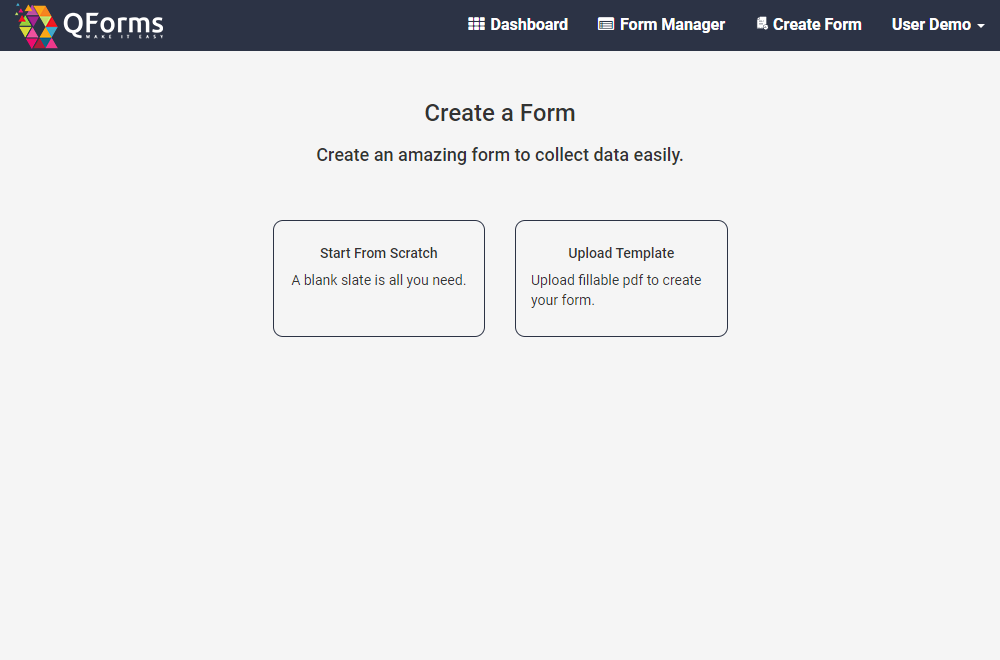 QForms
MAKE IT EASY
Dashboard
Form Manager
Create Form
User Demo
Create a Form
Create an amazing form to collect data easily.
Start From Scratch
A blank slate is all you need.
Upload Template
Upload fillable pdf to create
your form.